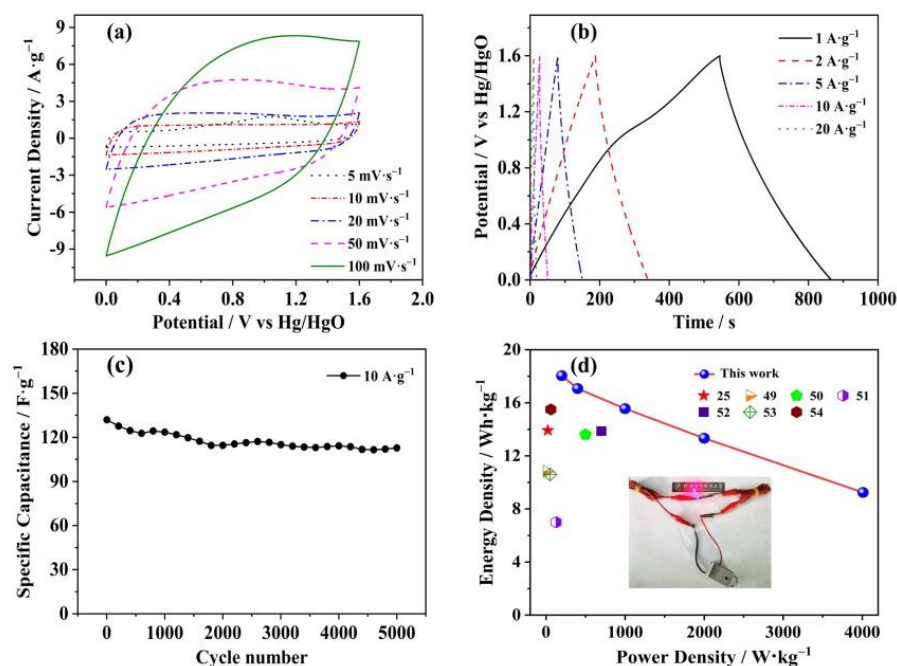 (a)
Current Density / A·g⁻¹
9
6
3
0
-3
-6
-9
5 mV·s⁻¹
10 mV·s⁻¹
20 mV·s⁻¹
50 mV·s⁻¹
100 mV·s⁻¹
0.0 0.4 0.8 1.2 1.6 2.0
Potential / V vs Hg/HgO
(b)
Potential / V vs Hg/HgO
2.0
1.6
1.2
0.8
0.4
0.0
1 A·g⁻¹
2 A·g⁻¹
5 A·g⁻¹
10 A·g⁻¹
20 A·g⁻¹
0 200 400 600 800 1000
Time / s
(c)
Specific Capacitance / F·g⁻¹
180
150
120
90
60
30
0
10 A·g⁻¹
0 1000 2000 3000 4000 5000
Cycle number
(d)
Energy Density / Wh·kg⁻¹
20
16
12
8
4
0
This work
25 49 50 51
52 53 54
0 1000 2000 3000 4000
Power Density / W·kg⁻¹